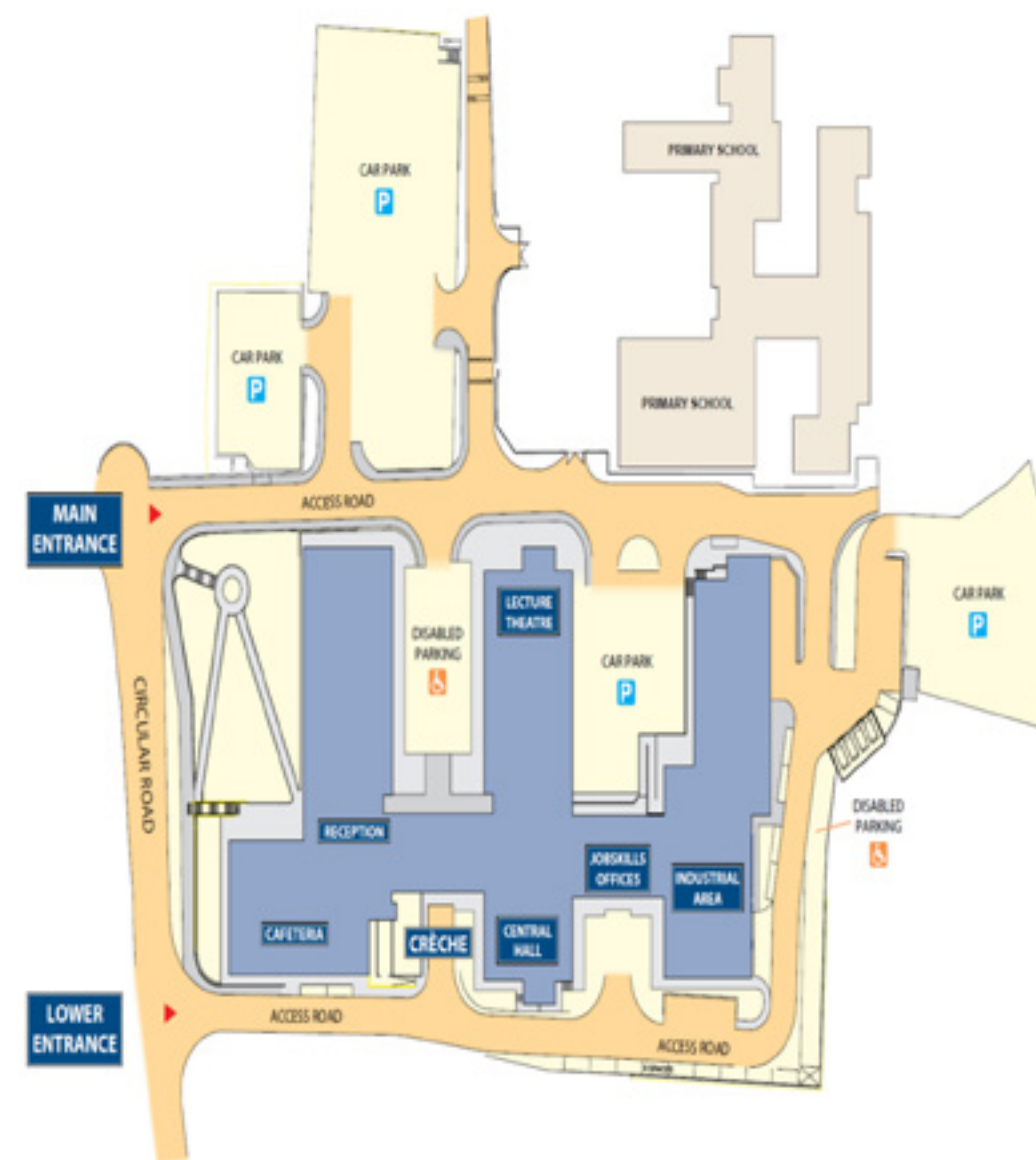 PRIMARY SCHOOL
CAR PARK
P
CAR PARK
P
PRIMARY SCHOOL
MAIN
ENTRANCE
ACCESS ROAD
LECTURE
THEATRE
CAR PARK
P
DISABLED
PARKING
CAR PARK
P
CIRCULAR ROAD
DISABLED
PARKING
RECEPTION
JOBSKILLS
OFFICES
INDUSTRIAL
AREA
CAFETERIA
CRÈCHE
CENTRAL
HALL
LOWER
ENTRANCE
ACCESS ROAD
ACCESS ROAD